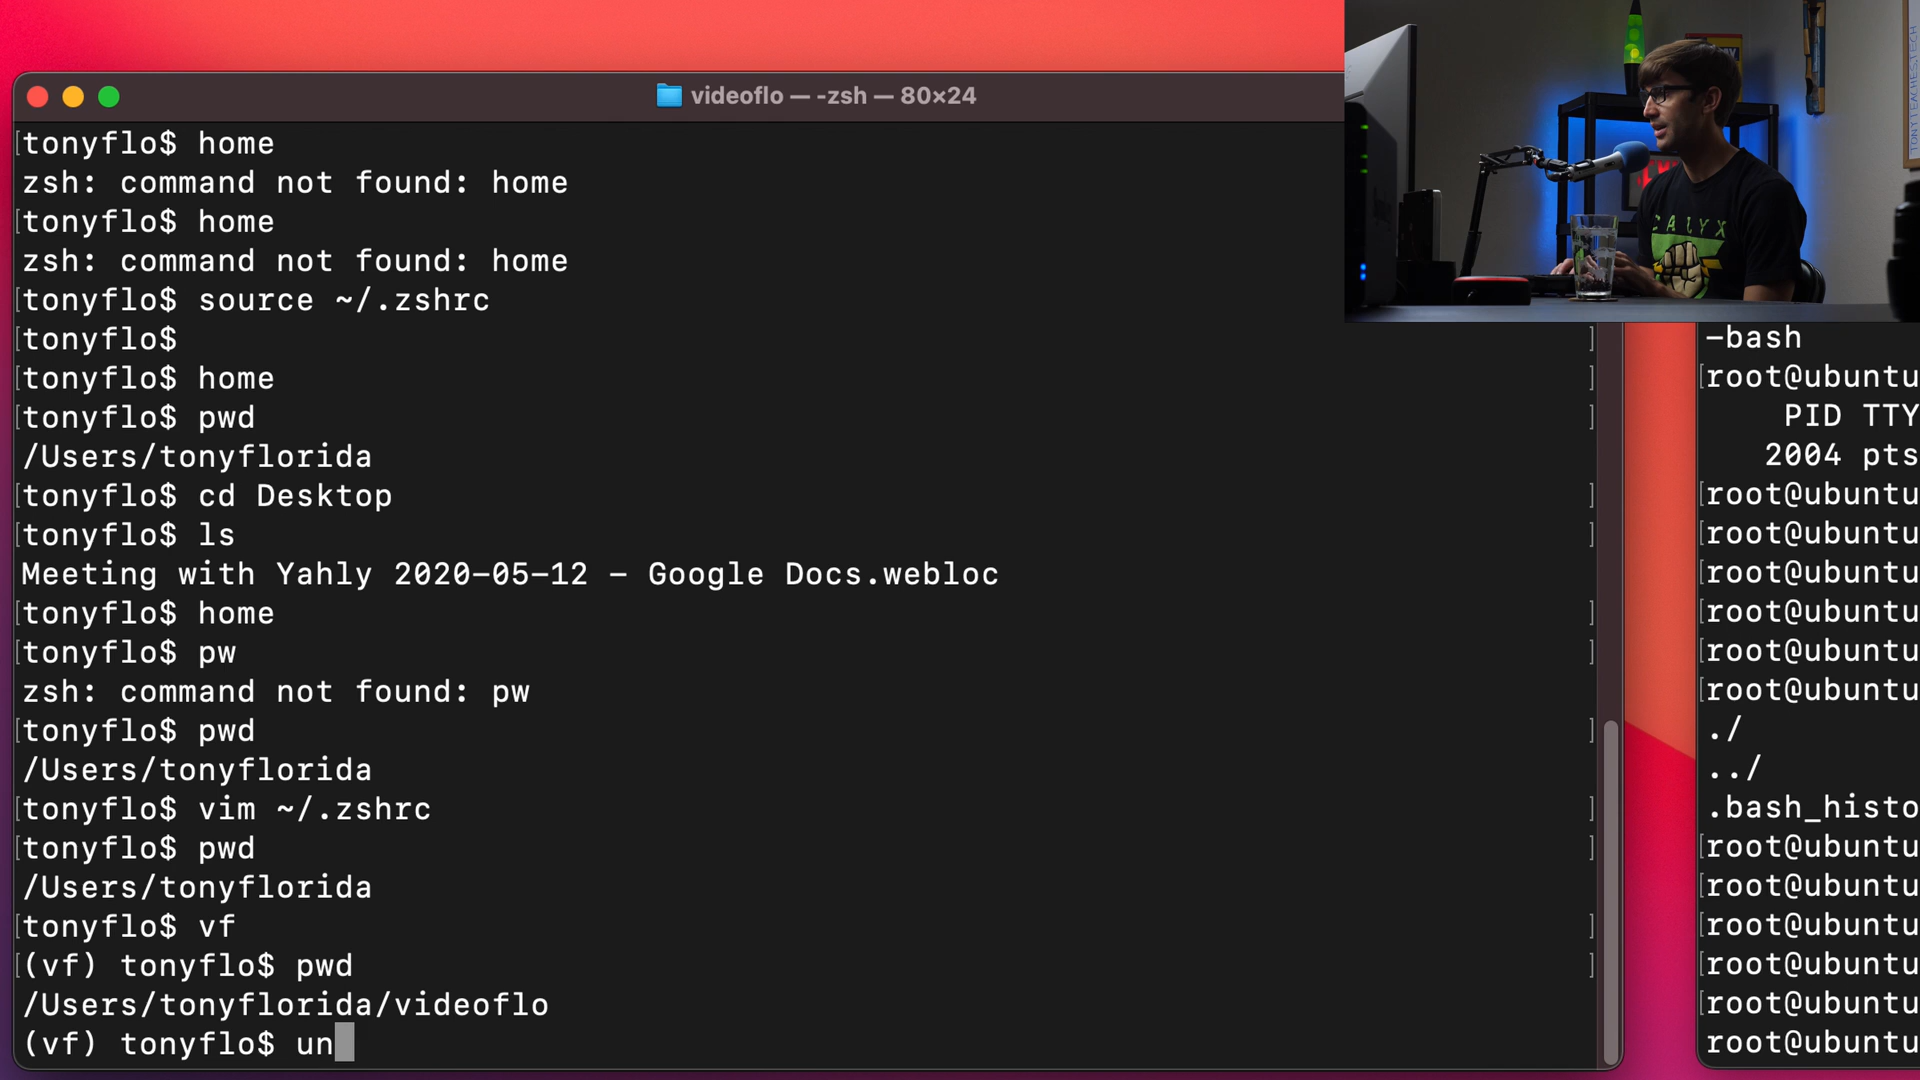 videoflo — -zsh — 80×24
tonyflo$ home
zsh: command not found: home
tonyflo$ home
zsh: command not found: home
tonyflo$ source ~/.zshrc
tonyflo$
tonyflo$ home
tonyflo$ pwd
/Users/tonyflorida
tonyflo$ cd Desktop
tonyflo$ ls
Meeting with Yahly 2020-05-12 - Google Docs.webloc
tonyflo$ home
tonyflo$ pw
zsh: command not found: pw
tonyflo$ pwd
/Users/tonyflorida
tonyflo$ vim ~/.zshrc
tonyflo$ pwd
/Users/tonyflorida
tonyflo$ vf
(vf) tonyflo$ pwd
/Users/tonyflorida/videoflo
(vf) tonyflo$ un
CALYX
TONYTEACHES.TECH
-bash
root@ubuntu
PID TTY
2004 pts
root@ubuntu
root@ubuntu
root@ubuntu
root@ubuntu
root@ubuntu
root@ubuntu
./
../
.bash_histo
root@ubuntu
root@ubuntu
root@ubuntu
root@ubuntu
root@ubuntu
root@ubuntu